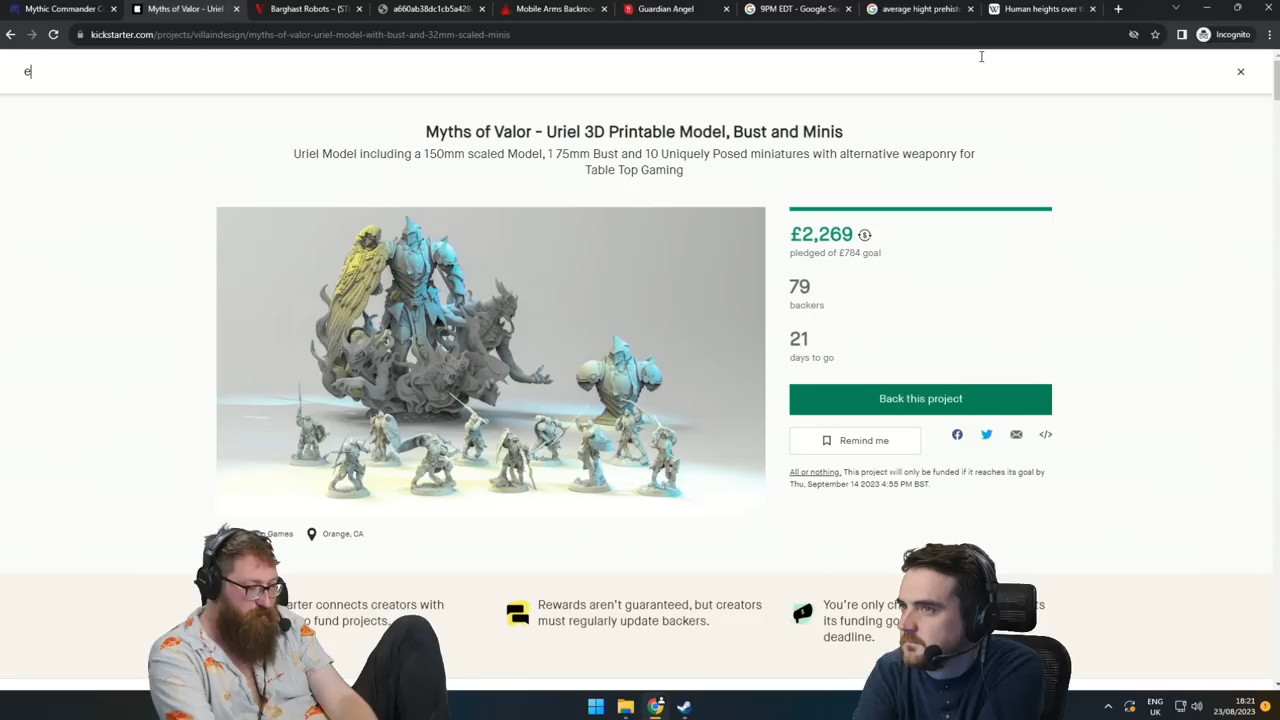 Mythic Commander C
Myths of Valor - Uriel
Barghast Robots – (ST
a660ab38dc1cb5a428
Mobile Arms Backroo
Guardian Angel
9PM EDT - Google Sea
average hight prehist
Human heights over t
kickstarter.com/projects/villaindesign/myths-of-valor-uriel-model-with-bust-and-32mm-scaled-minis
Incognito
e
Myths of Valor - Uriel 3D Printable Model, Bust and Minis
Uriel Model including a 150mm scaled Model, 1 75mm Bust and 10 Uniquely Posed miniatures with alternative weaponry for
Table Top Gaming
£2,269
pledged of £784 goal
79
backers
21
days to go
Back this project
Remind me
All or nothing. This project will only be funded if it reaches its goal by
Thu, September 14 2023 4:55 PM BST.
Games
Orange, CA
arter connects creators with
to fund projects.
Rewards aren't guaranteed, but creators
must regularly update backers.
You're only ch
ts
its funding go
deadline.
ENG
UK
18:21
23/08/2023